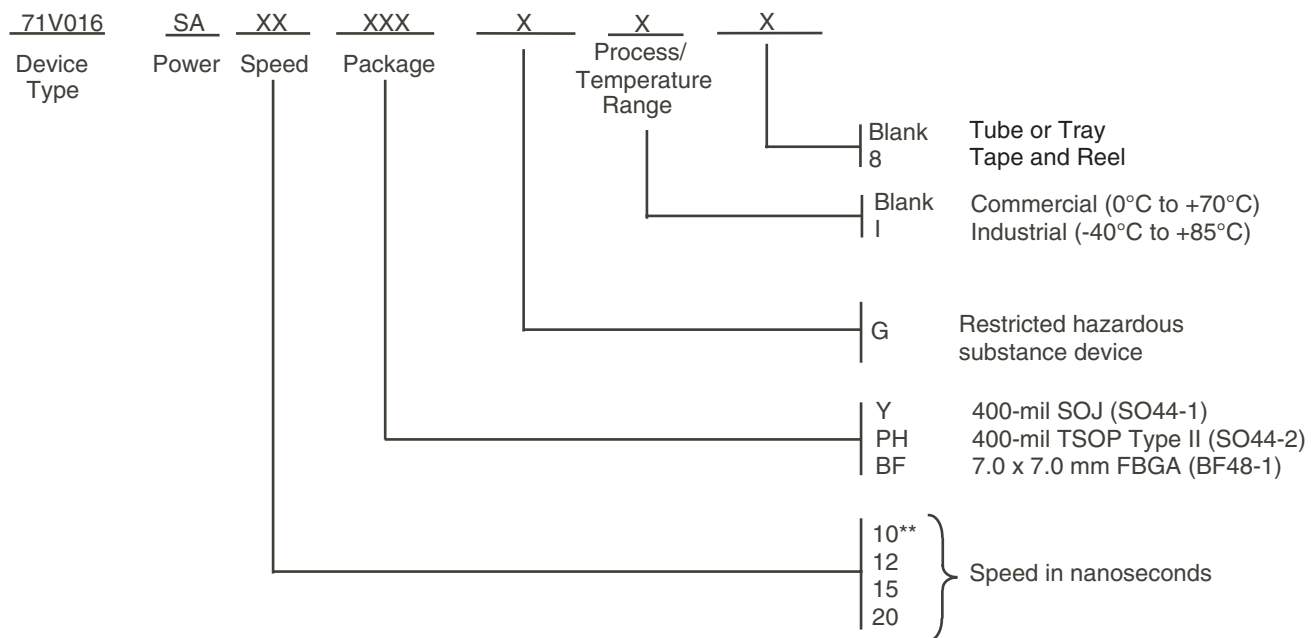 71V016 SA XX XXX X X X
Device Type
Power
Speed
Package
Process/
Temperature
Range
Blank Tube or Tray
8 Tape and Reel
Blank Commercial (0°C to +70°C)
I Industrial (-40°C to +85°C)
G Restricted hazardous
substance device
Y 400-mil SOJ (SO44-1)
PH 400-mil TSOP Type II (SO44-2)
BF 7.0 x 7.0 mm FBGA (BF48-1)
10**
12
15
20
Speed in nanoseconds